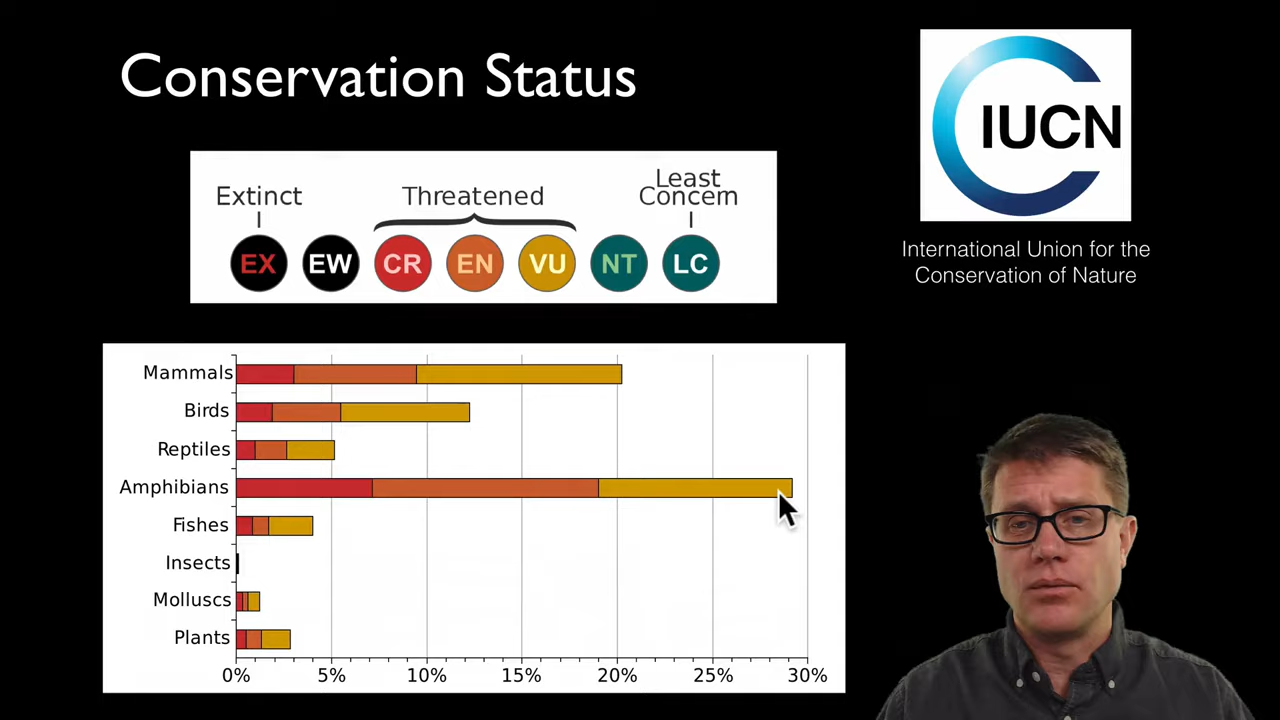 Conservation Status
IUCN
International Union for the
Conservation of Nature
Extinct
Threatened
Least
Concern
EX
EW
CR
EN
VU
NT
LC
Mammals
Birds
Reptiles
Amphibians
Fishes
Insects
Molluscs
Plants
0% 5% 10% 15% 20% 25% 30%